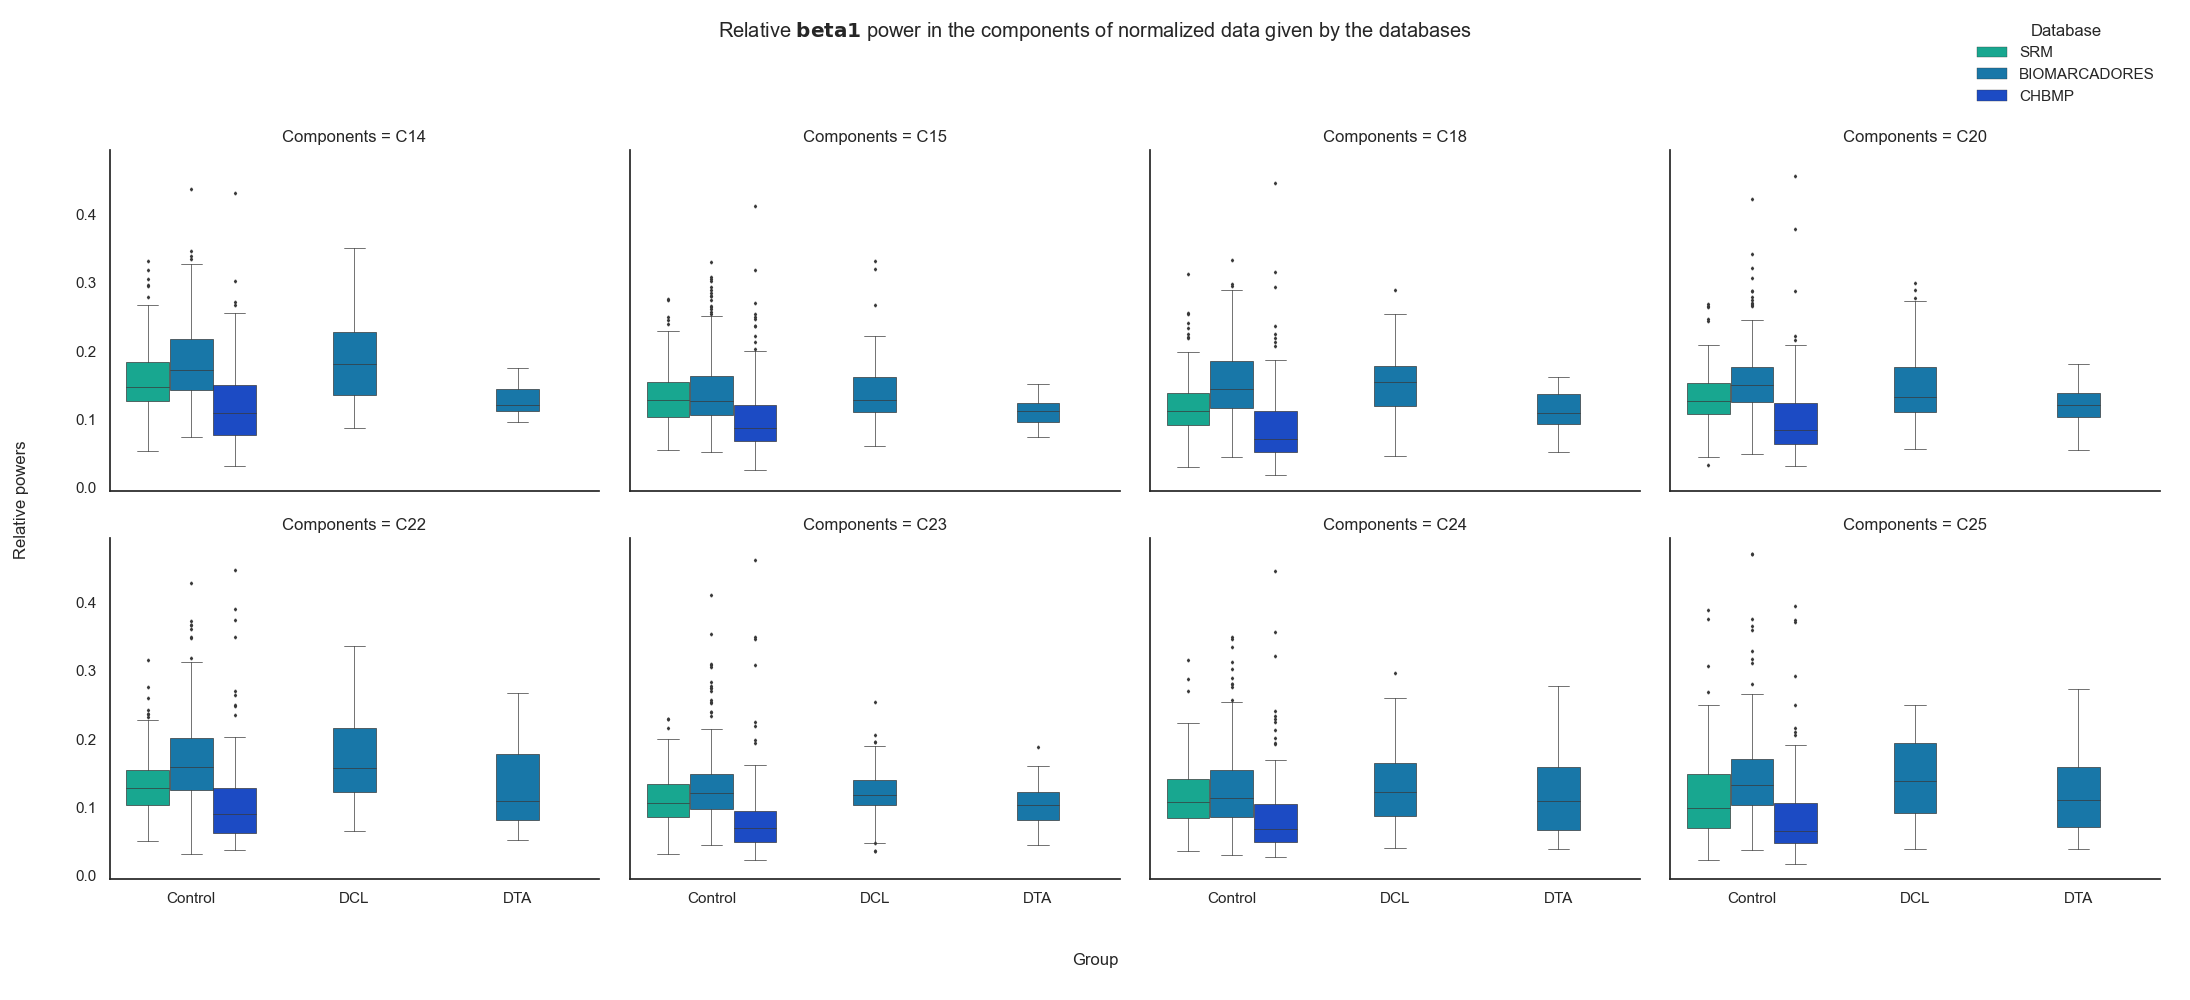 Relative beta1 power in the components of normalized data given by the databases
Database
SRM
BIOMARCADORES
CHBMP
Components = C14
Components = C15
Components = C18
Components = C20
0.4
0.3
0.2
0.1
0.0
Components = C22
Components = C23
Components = C24
Components = C25
0.4
0.3
0.2
0.1
0.0
Relative powers
Control
DCL
DTA
Control
DCL
DTA
Control
DCL
DTA
Control
DCL
DTA
Group